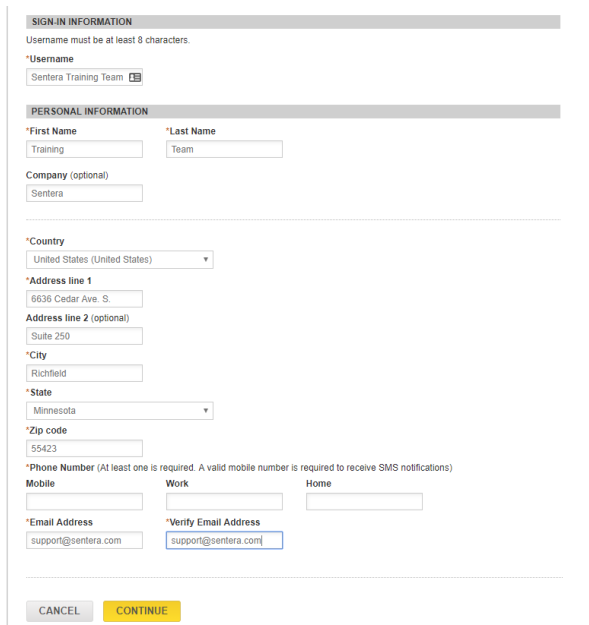 SIGN-IN INFORMATION
Username must be at least 8 characters.
*Username
Sentera Training Team
PERSONAL INFORMATION
*First Name *Last Name
Training Team
Company (optional)
Sentera
*Country
United States (United States)
*Address line 1
6636 Cedar Ave. S.
Address line 2 (optional)
Suite 250
*City
Richfield
*State
Minnesota
*Zip code
55423
*Phone Number (At least one is required. A valid mobile number is required to receive SMS notifications)
Mobile Work Home
*Email Address *Verify Email Address
support@sentera.com support@sentera.com
CANCEL CONTINUE